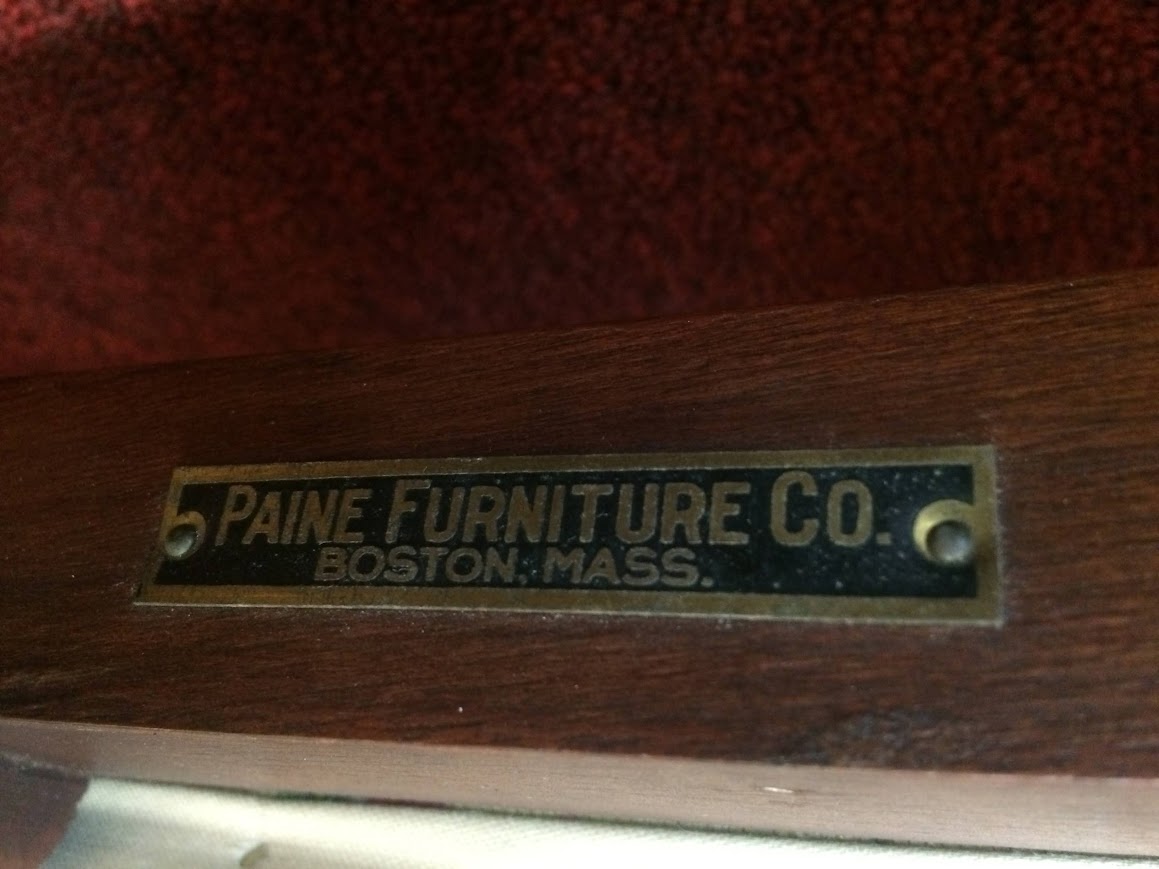 PAINE FURNITURE CO.
BOSTON, MASS.